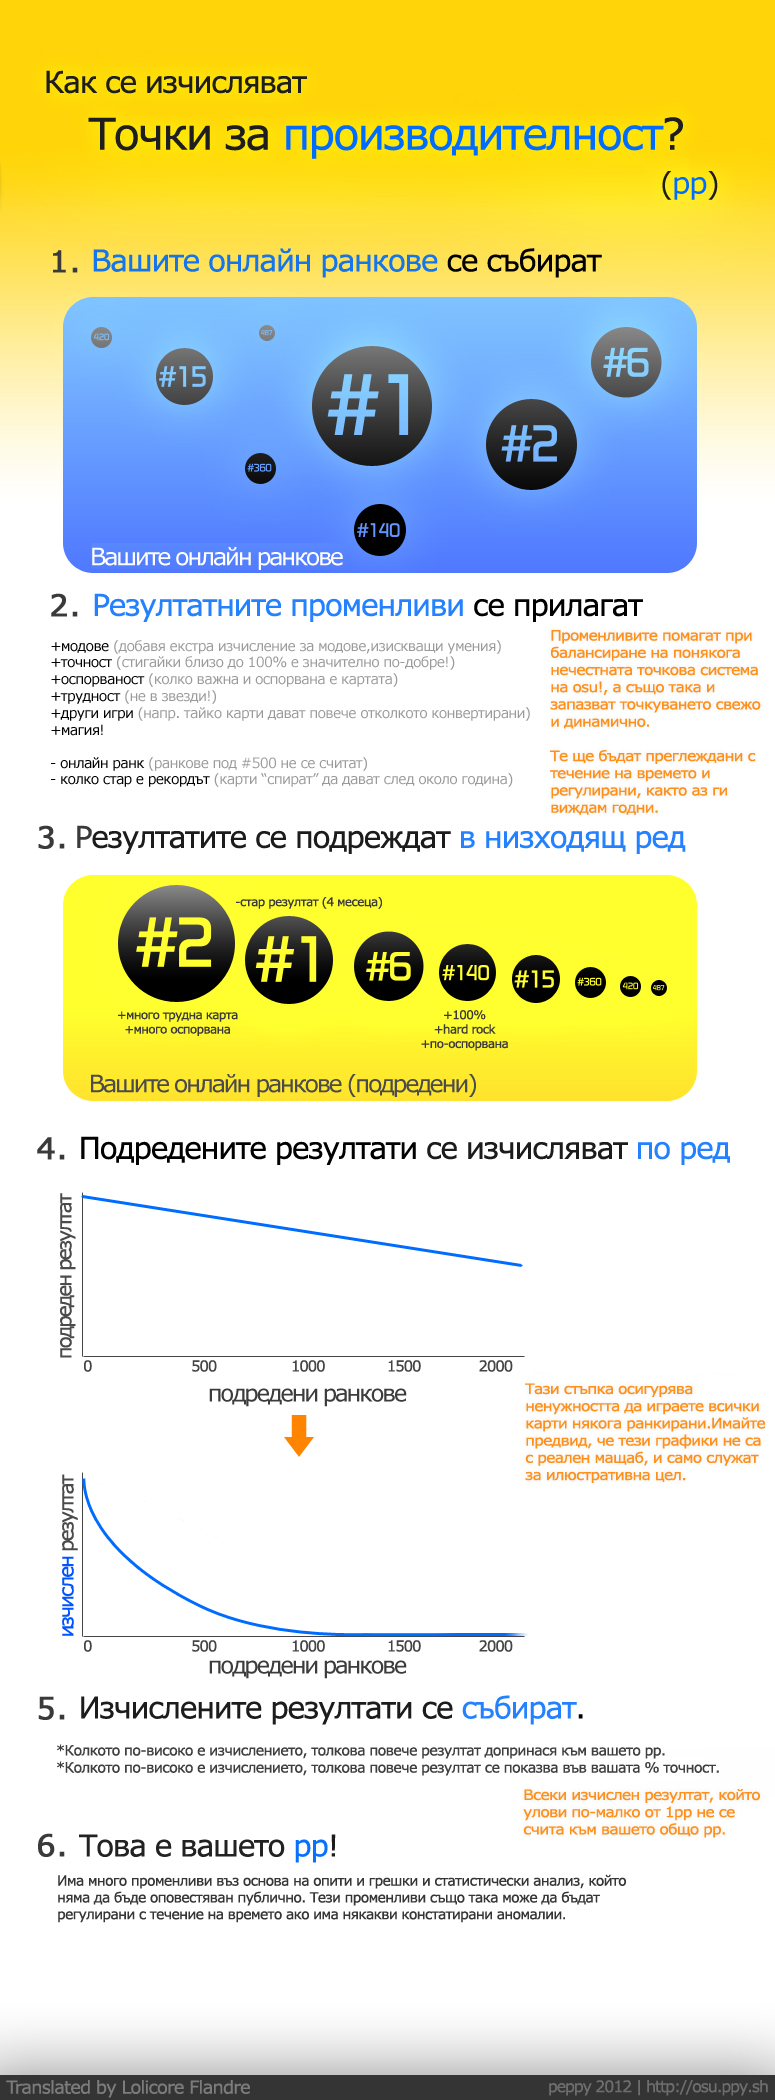 Как се изчисляват
Точки за производителност?
(pp)
1. Вашите онлайн ранкове се събират
420
487
#15
#1
#6
#2
#360
#140
Вашите онлайн ранкове
2. Резултатните променливи се прилагат
+модове (добавя екстра изчисление за модове,изискващи умения)
+точност (стигайки близо до 100% е значително по-добре!)
+оспорваност (колко важна и оспорвана е картата)
+трудност (не в звезди!)
+други игри (напр. тайко карти дават повече отколкото конвертирани)
+магия!
- онлайн ранк (ранкове под #500 не се считат)
- колко стар е рекордът (карти “спират” да дават след около година)
Променливите помагат при
балансиране на понякога
нечестната точкова система
на osu!, а също така и
запазват точкуването свежо
и динамично.
Те ще бъдат преглеждани с
течение на времето и
регулирани, както аз ги
виждам годни.
3. Резултатите се подреждат в низходящ ред
-стар резултат (4 месеца)
#2
#1
#6
#140
#15
#360
420
487
+много трудна карта
+много оспорвана
+100%
+hard rock
+по-оспорвана
Вашите онлайн ранкове (подредени)
4. Подредените резултати се изчисляват по ред
подреден резултат
0 500 1000 1500 2000
подредени ранкове
Тази стъпка осигурява
ненужността да играете всички
карти някога ранкирани.Имайте
предвид, че тези графики не са
с реален мащаб, и само служат
за илюстративна цел.
изчислен резултат
0 500 1000 1500 2000
подредени ранкове
5. Изчислените резултати се събират.
*Колкото по-високо е изчислението, толкова повече резултат допринася към вашето pp.
*Колкото по-високо е изчислението, толкова повече резултат се показва във вашата % точност.
Всеки изчислен резултат, който
улови по-малко от 1pp не се
счита към вашето общо pp.
6. Това е вашето pp!
Има много променливи въз основа на опити и грешки и статистически анализ, който
няма да бъде оповестяван публично. Тези променливи също така може да бъдат
регулирани с течение на времето ако има някакви констатирани аномалии.
Translated by Lolicore Flandre
peppy 2012 | http://osu.ppy.sh